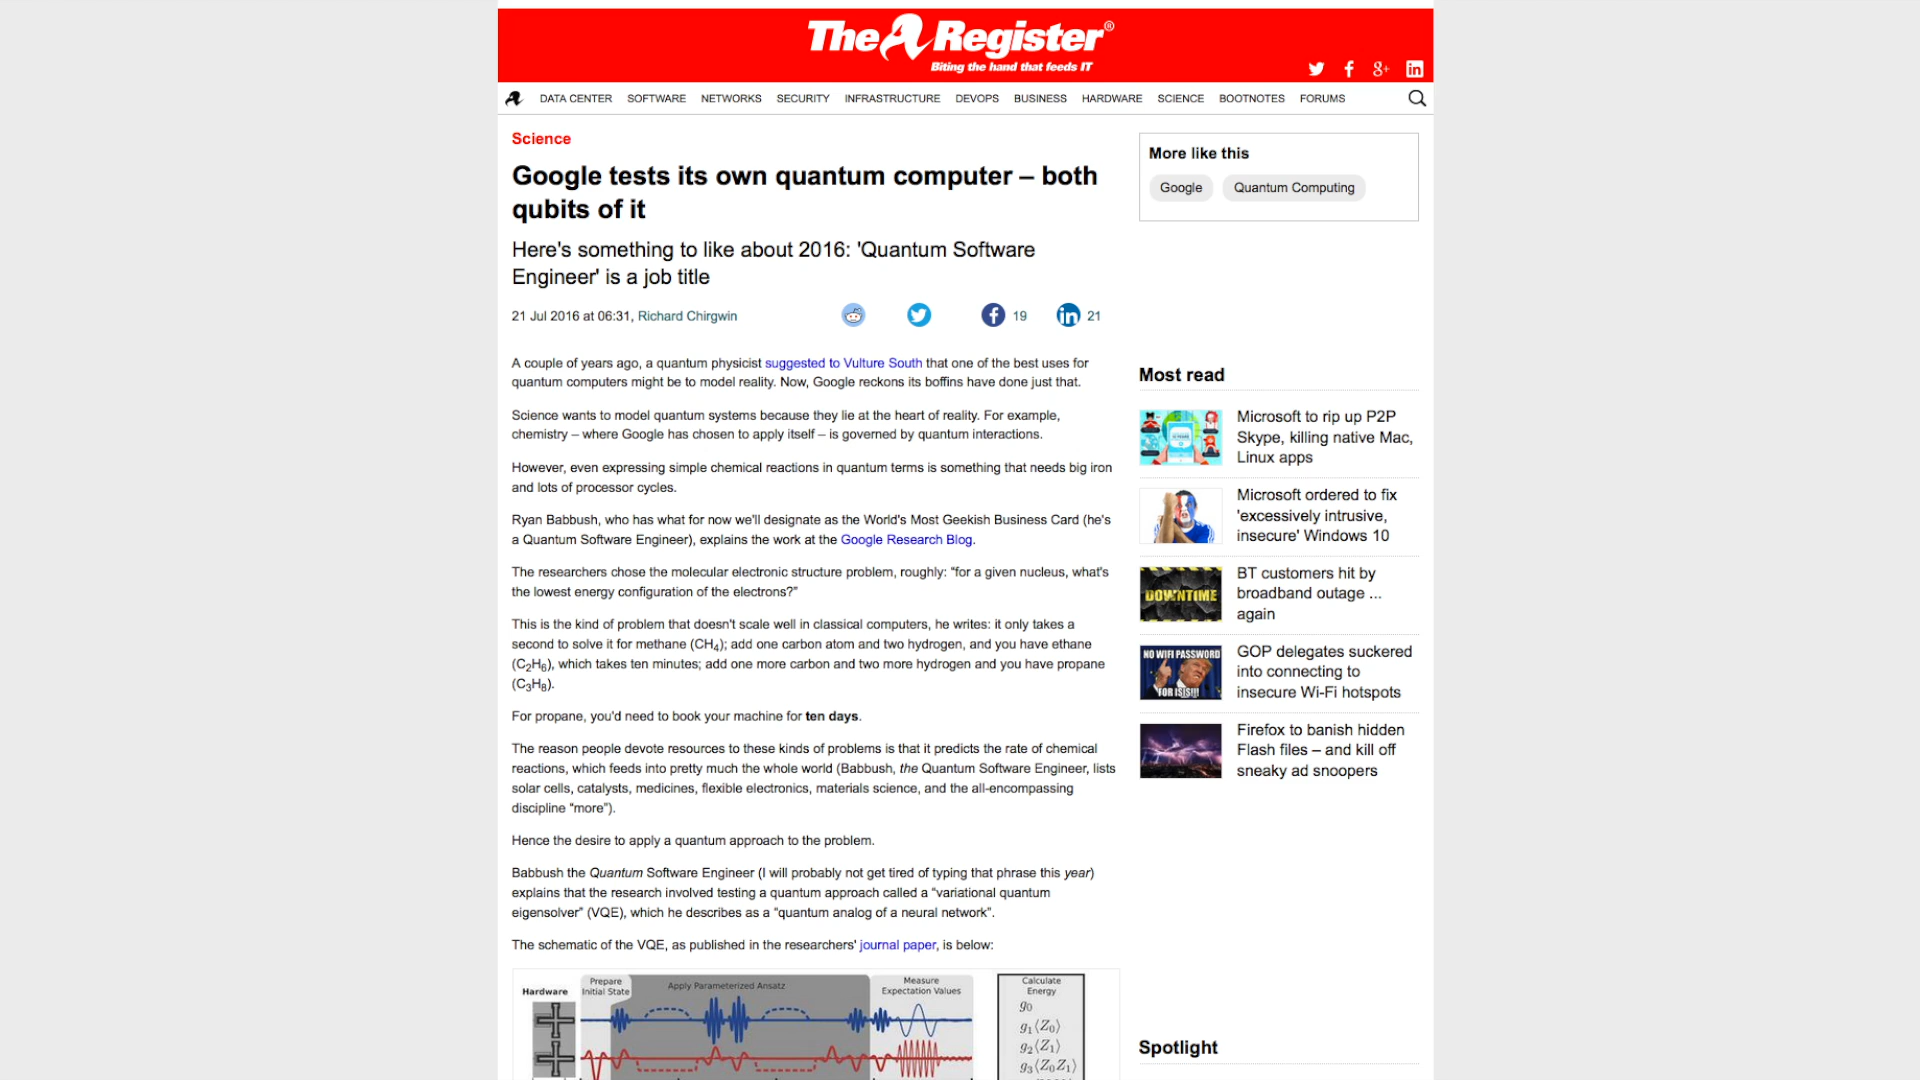 The Register®
Biting the hand that feeds IT
DATA CENTER SOFTWARE NETWORKS SECURITY INFRASTRUCTURE DEVOPS BUSINESS HARDWARE SCIENCE BOOTNOTES FORUMS
Science
Google tests its own quantum computer – both
qubits of it
Here's something to like about 2016: 'Quantum Software
Engineer' is a job title
21 Jul 2016 at 06:31, Richard Chirgwin
19
21
A couple of years ago, a quantum physicist suggested to Vulture South that one of the best uses for
quantum computers might be to model reality. Now, Google reckons its boffins have done just that.
Science wants to model quantum systems because they lie at the heart of reality. For example,
chemistry – where Google has chosen to apply itself – is governed by quantum interactions.
However, even expressing simple chemical reactions in quantum terms is something that needs big iron
and lots of processor cycles.
Ryan Babbush, who has what for now we'll designate as the World's Most Geekish Business Card (he's
a Quantum Software Engineer), explains the work at the Google Research Blog.
The researchers chose the molecular electronic structure problem, roughly: “for a given nucleus, what's
the lowest energy configuration of the electrons?”
This is the kind of problem that doesn't scale well in classical computers, he writes: it only takes a
second to solve it for methane (CH4); add one carbon atom and two hydrogen, and you have ethane
(C2H6), which takes ten minutes; add one more carbon and two more hydrogen and you have propane
(C3H8).
For propane, you'd need to book your machine for ten days.
The reason people devote resources to these kinds of problems is that it predicts the rate of chemical
reactions, which feeds into pretty much the whole world (Babbush, the Quantum Software Engineer, lists
solar cells, catalysts, medicines, flexible electronics, materials science, and the all-encompassing
discipline “more”).
Hence the desire to apply a quantum approach to the problem.
Babbush the Quantum Software Engineer (I will probably not get tired of typing that phrase this year)
explains that the research involved testing a quantum approach called a “variational quantum
eigensolver” (VQE), which he describes as a “quantum analog of a neural network”.
The schematic of the VQE, as published in the researchers' journal paper, is below:
Hardware
Prepare
Initial State
Apply Parameterized Ansatz
Measure
Expectation Values
Calculate
Energy
g0
g1⟨Z0⟩
g2⟨Z1⟩
g3⟨Z0Z1⟩
More like this
Google
Quantum Computing
Most read
Microsoft to rip up P2P
Skype, killing native Mac,
Linux apps
Microsoft ordered to fix
'excessively intrusive,
insecure' Windows 10
DOWNTIME
BT customers hit by
broadband outage ...
again
NO WIFI PASSWORD
FOR ISIS!!!
GOP delegates suckered
into connecting to
insecure Wi-Fi hotspots
Firefox to banish hidden
Flash files – and kill off
sneaky ad snoopers
Spotlight